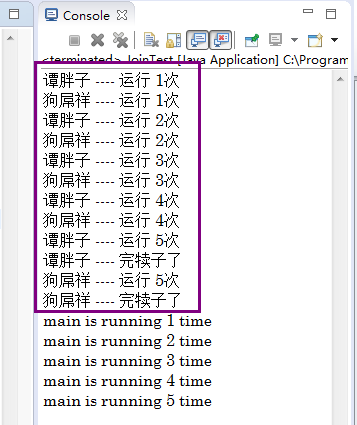 Console
<terminated> JoinTest [Java Application] C:\Program
谭胖子 ---- 运行 1次
狗屌祥 ---- 运行 1次
谭胖子 ---- 运行 2次
狗屌祥 ---- 运行 2次
谭胖子 ---- 运行 3次
狗屌祥 ---- 运行 3次
谭胖子 ---- 运行 4次
狗屌祥 ---- 运行 4次
谭胖子 ---- 运行 5次
谭胖子 ---- 完犊子了
狗屌祥 ---- 运行 5次
狗屌祥 ---- 完犊子了
main is running 1 time
main is running 2 time
main is running 3 time
main is running 4 time
main is running 5 time